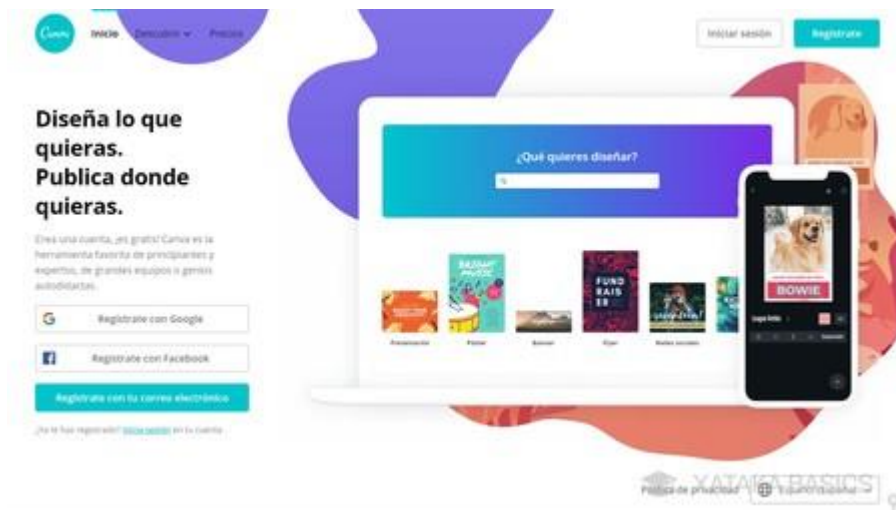 Canva
Inicio Descubrir Precios
Iniciar sesión
Regístrate
Diseña lo que
quieras.
Publica donde
quieras.
Crea una cuenta, ¡es gratis! Canva es la
herramienta favorita de principiantes y
expertos, de grandes equipos o genios
autodidactas.
G Regístrate con Google
f Regístrate con Facebook
Regístrate con tu correo electrónico
¿Ya te has registrado? Inicia sesión en tu cuenta
¿Qué quieres diseñar?
FUND
RAIS
ER
Presentación
Póster
Banner
Flyer
Redes sociales
BOWIE
Política de privacidad
Español (España)
XATAKA BASICS